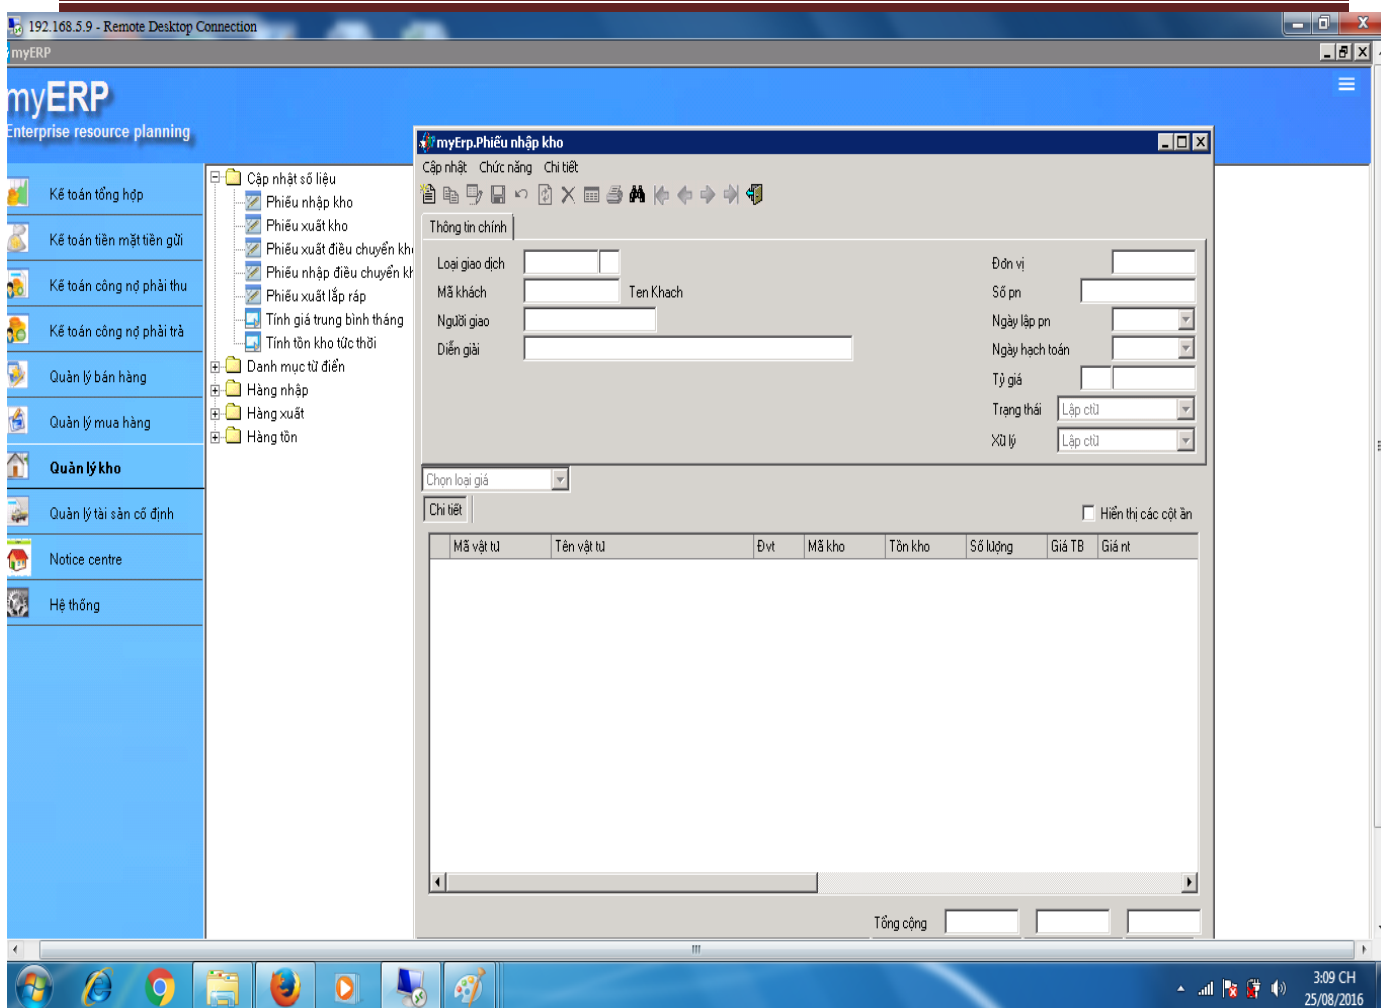 192.168.5.9 - Remote Desktop Connection
myERP
myERP
Enterprise resource planning
Kế toán tổng hợp
Kế toán tiền mặt tiền gửi
Kế toán công nợ phải thu
Kế toán công nợ phải trả
Quản lý bán hàng
Quản lý mua hàng
Quản lý kho
Quản lý tài sản cố định
Notice centre
Hệ thống
Cập nhật số liệu
Phiếu nhập kho
Phiếu xuất kho
Phiếu xuất điều chuyển kho
Phiếu nhập điều chuyển kh
Phiếu xuất lắp ráp
Tính giá trung bình tháng
Tính tồn kho tức thời
Danh mục từ điển
Hàng nhập
Hàng xuất
Hàng tồn
myErp.Phiếu nhập kho
Cập nhật Chức năng Chi tiết
Thông tin chính
Loại giao dịch
Mã khách Ten Khach
Người giao
Diễn giải
Đơn vị
Số pn
Ngày lập pn
Ngày hạch toán
Tỷ giá
Trạng thái Lập ctừ
Xử lý Lập ctừ
Chọn loại giá
Chi tiết
Hiển thị các cột ẩn
Mã vật tư Tên vật tư Đvt Mã kho Tồn kho Số lượng Giá TB Giá nt
Tổng cộng
3:09 CH
25/08/2016